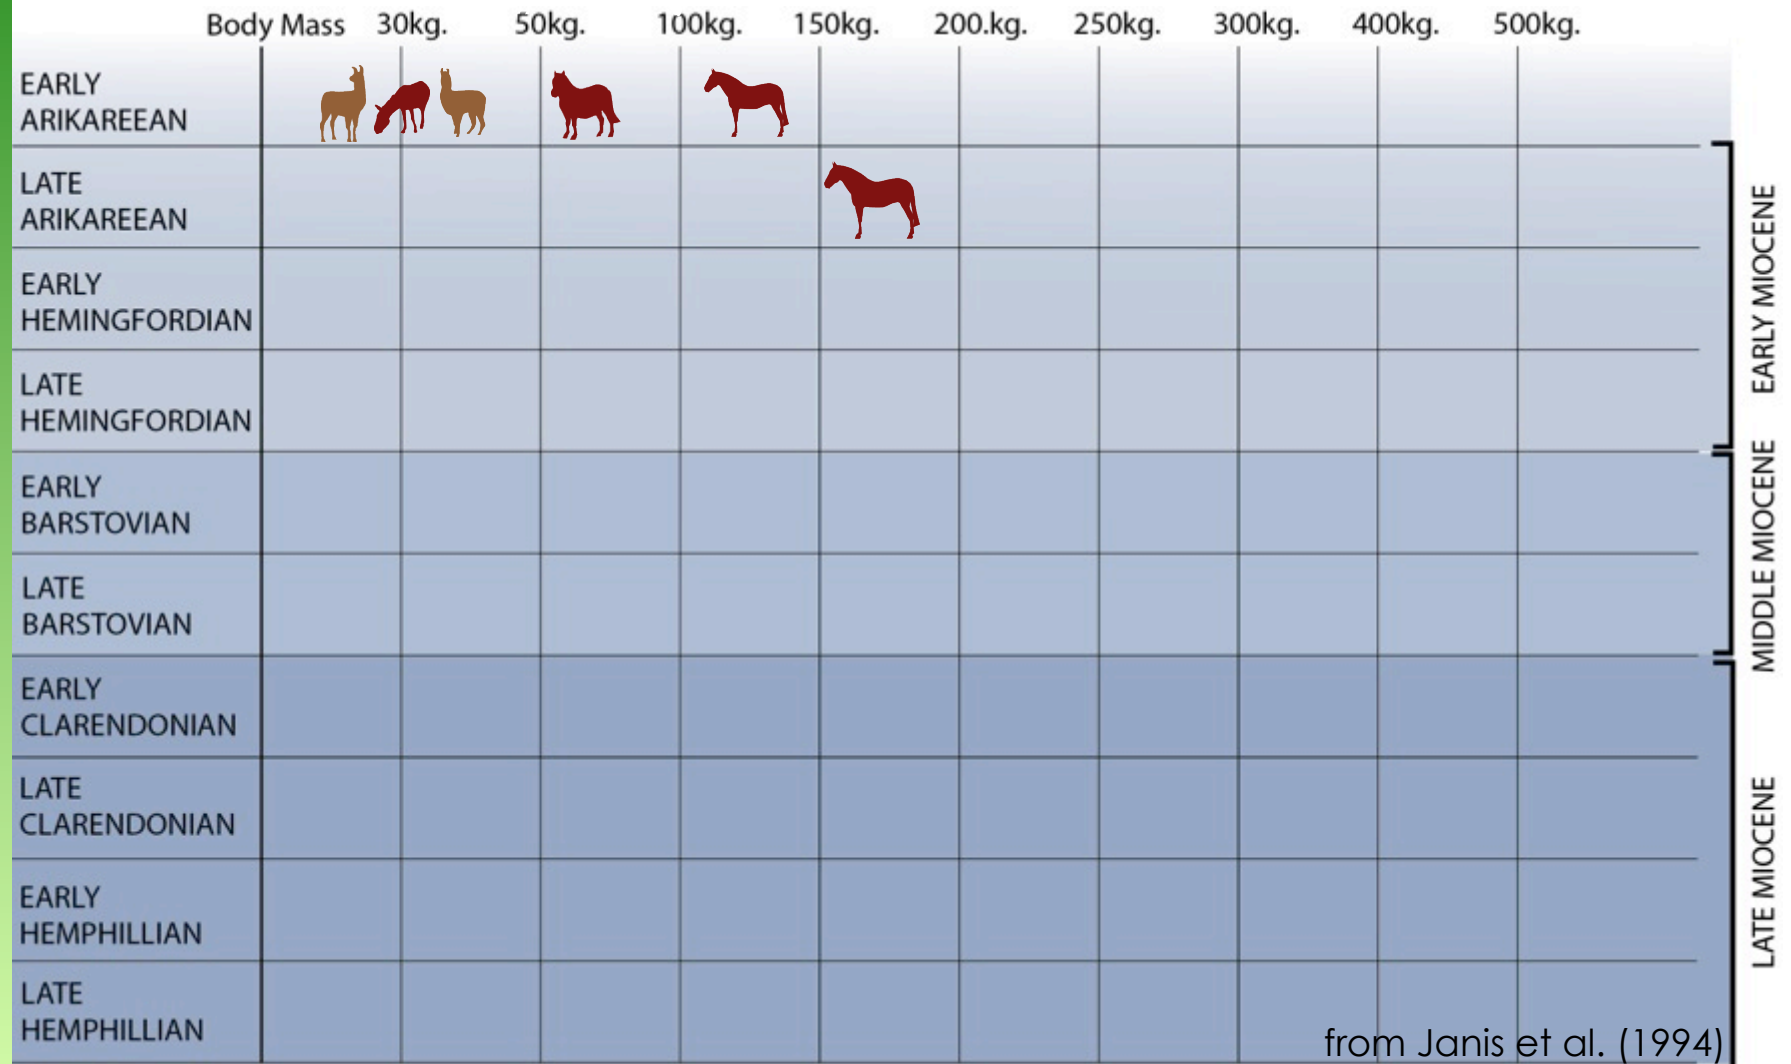 Body Mass 30kg. 50kg. 100kg. 150kg. 200.kg. 250kg. 300kg. 400kg. 500kg.
EARLY
ARIKAREEAN
LATE
ARIKAREEAN
EARLY
HEMINGFORDIAN
LATE
HEMINGFORDIAN
EARLY MIOCENE
EARLY
BARSTOVIAN
LATE
BARSTOVIAN
MIDDLE MIOCENE
EARLY
CLARENDONIAN
LATE
CLARENDONIAN
EARLY
HEMPHILLIAN
LATE
HEMPHILLIAN
LATE MIOCENE
from Janis et al. (1994)